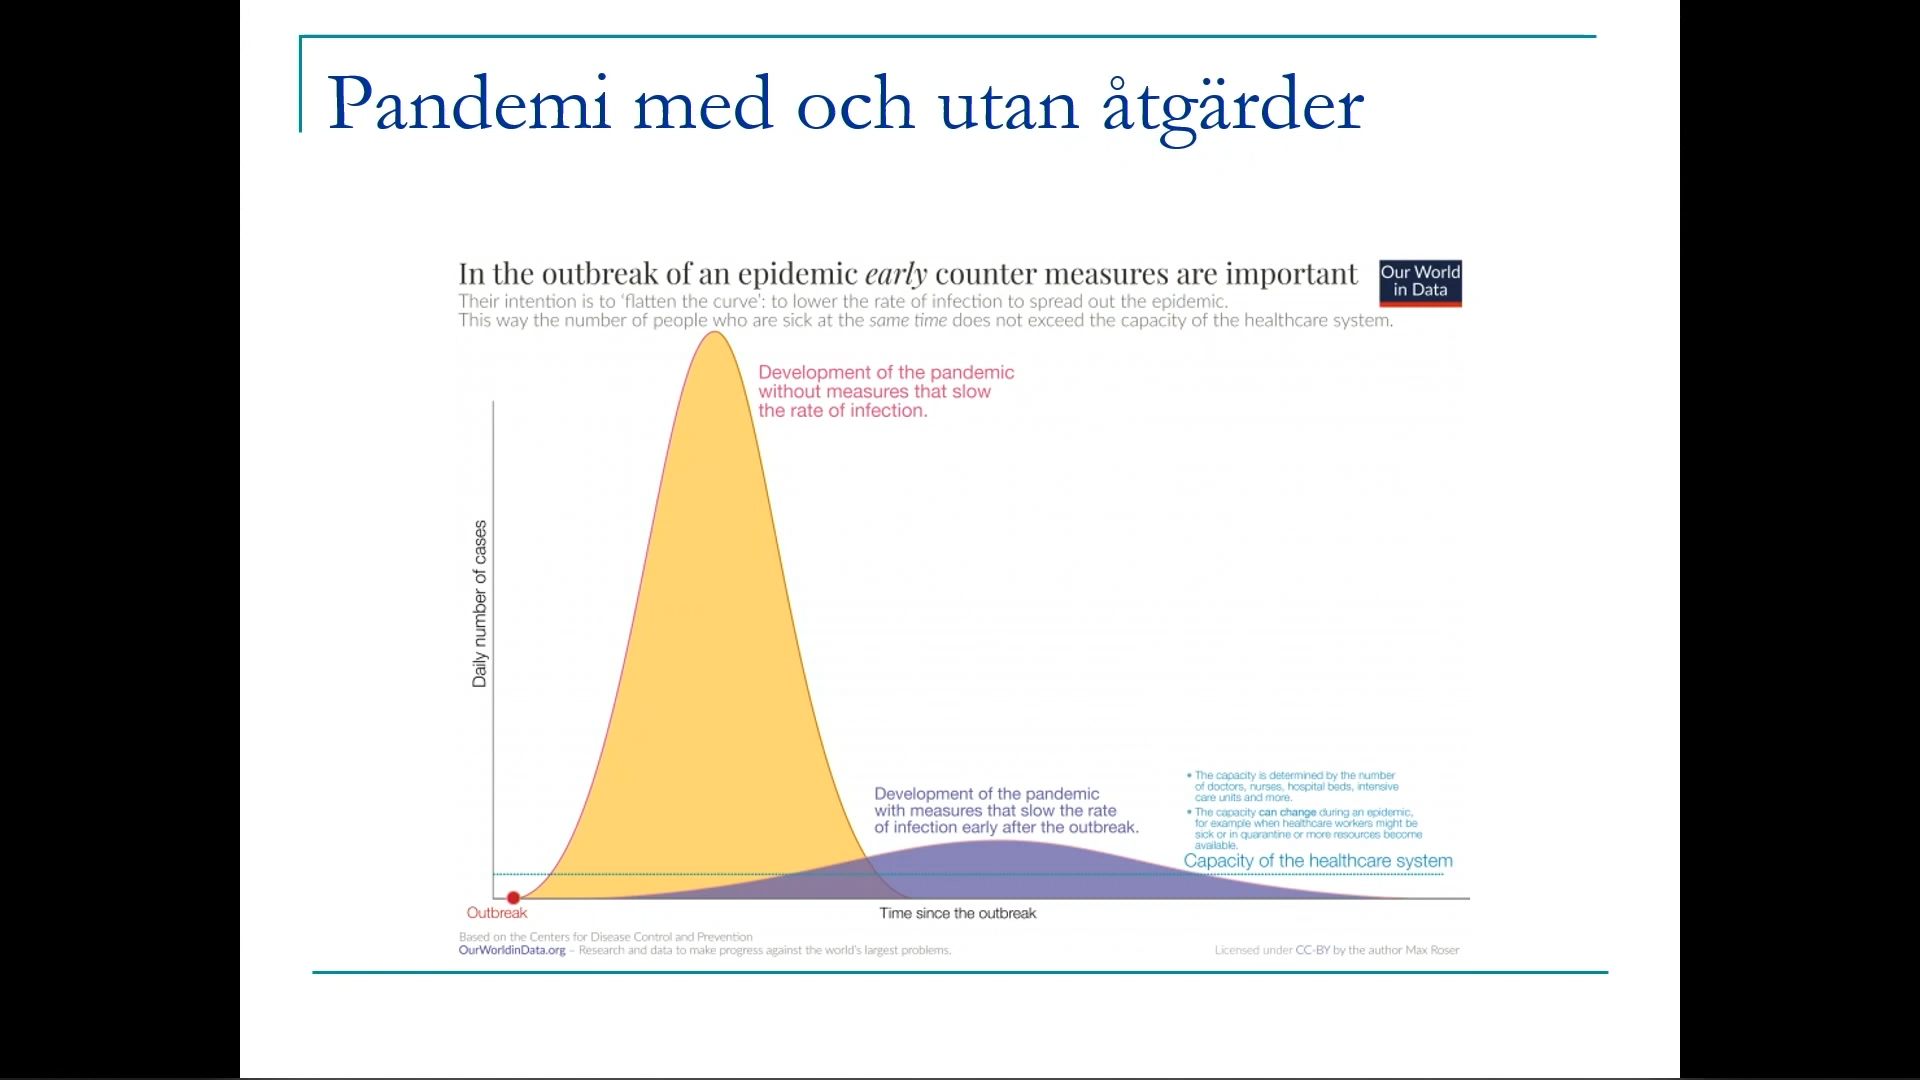 Pandemi med och utan åtgärder
In the outbreak of an epidemic early counter measures are important
Our World
in Data
Their intention is to 'flatten the curve': to lower the rate of infection to spread out the epidemic.
This way the number of people who are sick at the same time does not exceed the capacity of the healthcare system.
Development of the pandemic
without measures that slow
the rate of infection.
Daily number of cases
Development of the pandemic
with measures that slow the rate
of infection early after the outbreak.
• The capacity is determined by the number
of doctors, nurses, hospital beds, intensive
care units and more.
• The capacity can change during an epidemic,
for example when healthcare workers might be
sick or in quarantine or more resources become
available.
Capacity of the healthcare system
Outbreak
Time since the outbreak
Based on the Centers for Disease Control and Prevention
OurWorldinData.org – Research and data to make progress against the world's largest problems.
Licensed under CC-BY by the author Max Roser